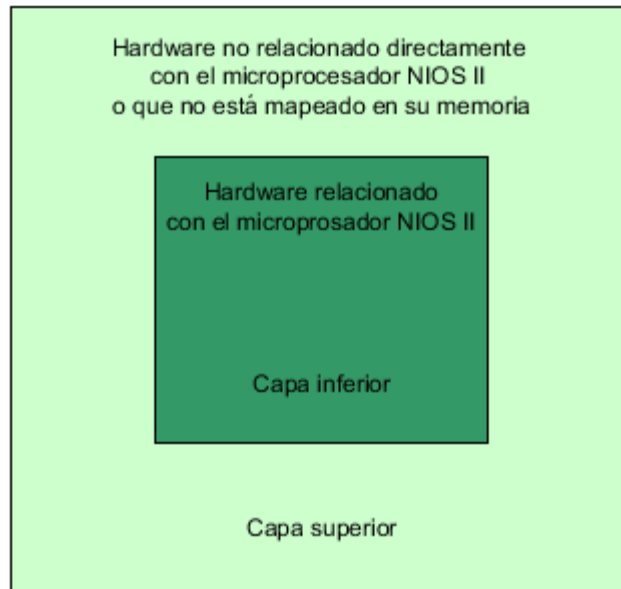 Hardware no relacionado directamente
con el microprocesador NIOS II
o que no está mapeado en su memoria
Hardware relacionado
con el microprosador NIOS II
Capa inferior
Capa superior